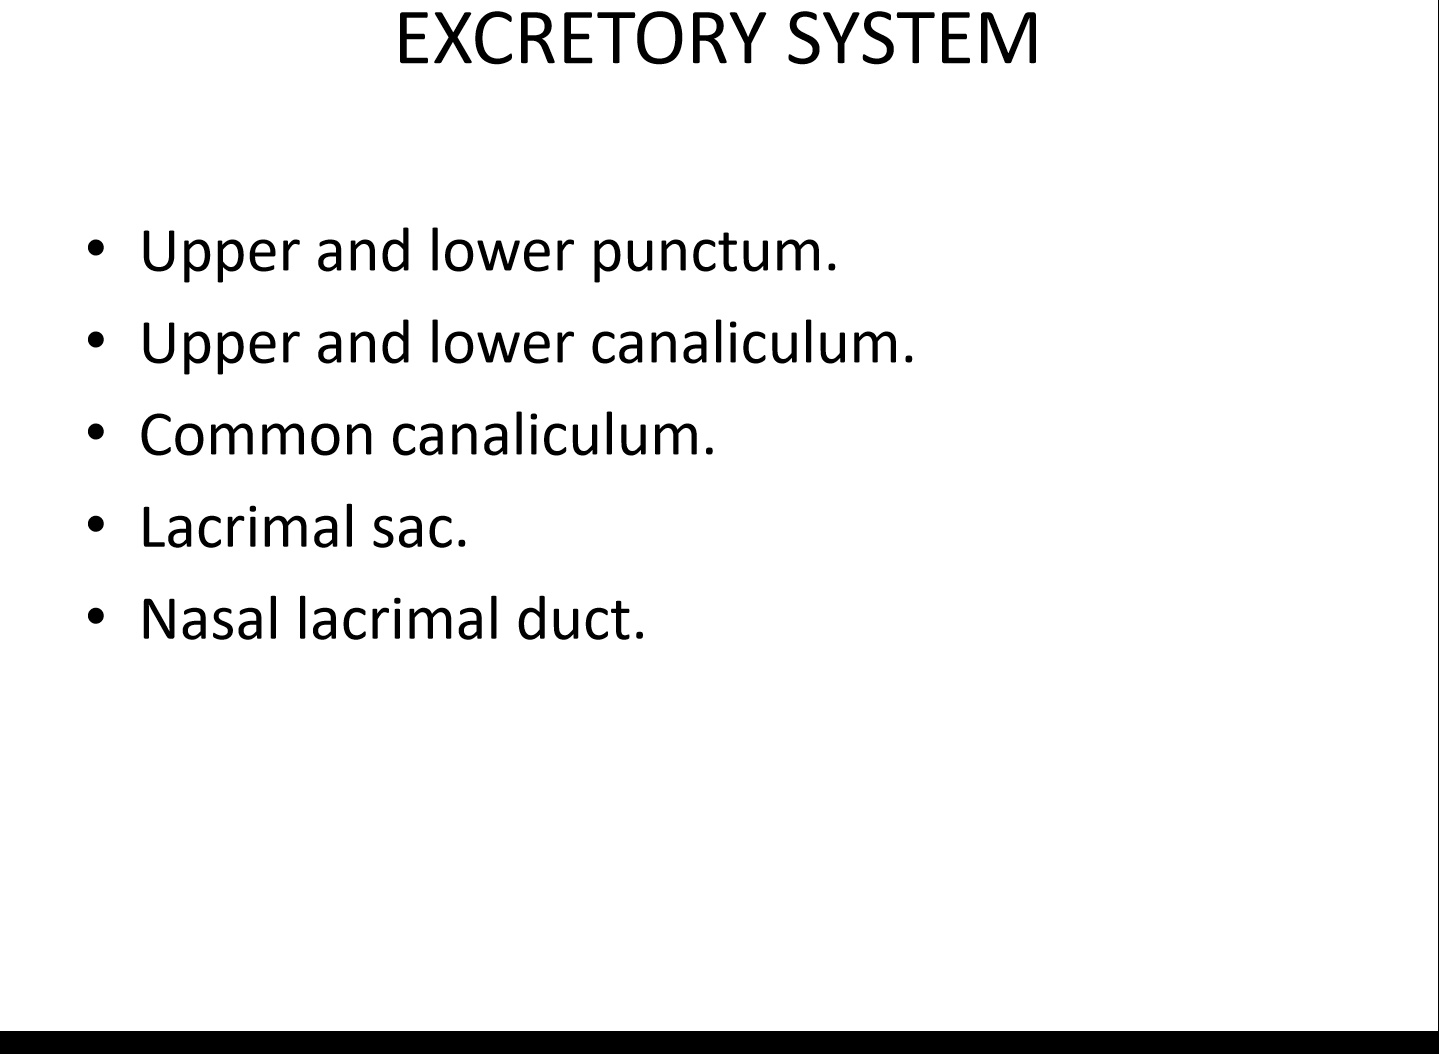 EXCRETORY SYSTEM
• Upper and lower punctum.
• Upper and lower canaliculum.
• Common canaliculum.
• Lacrimal sac.
• Nasal lacrimal duct.